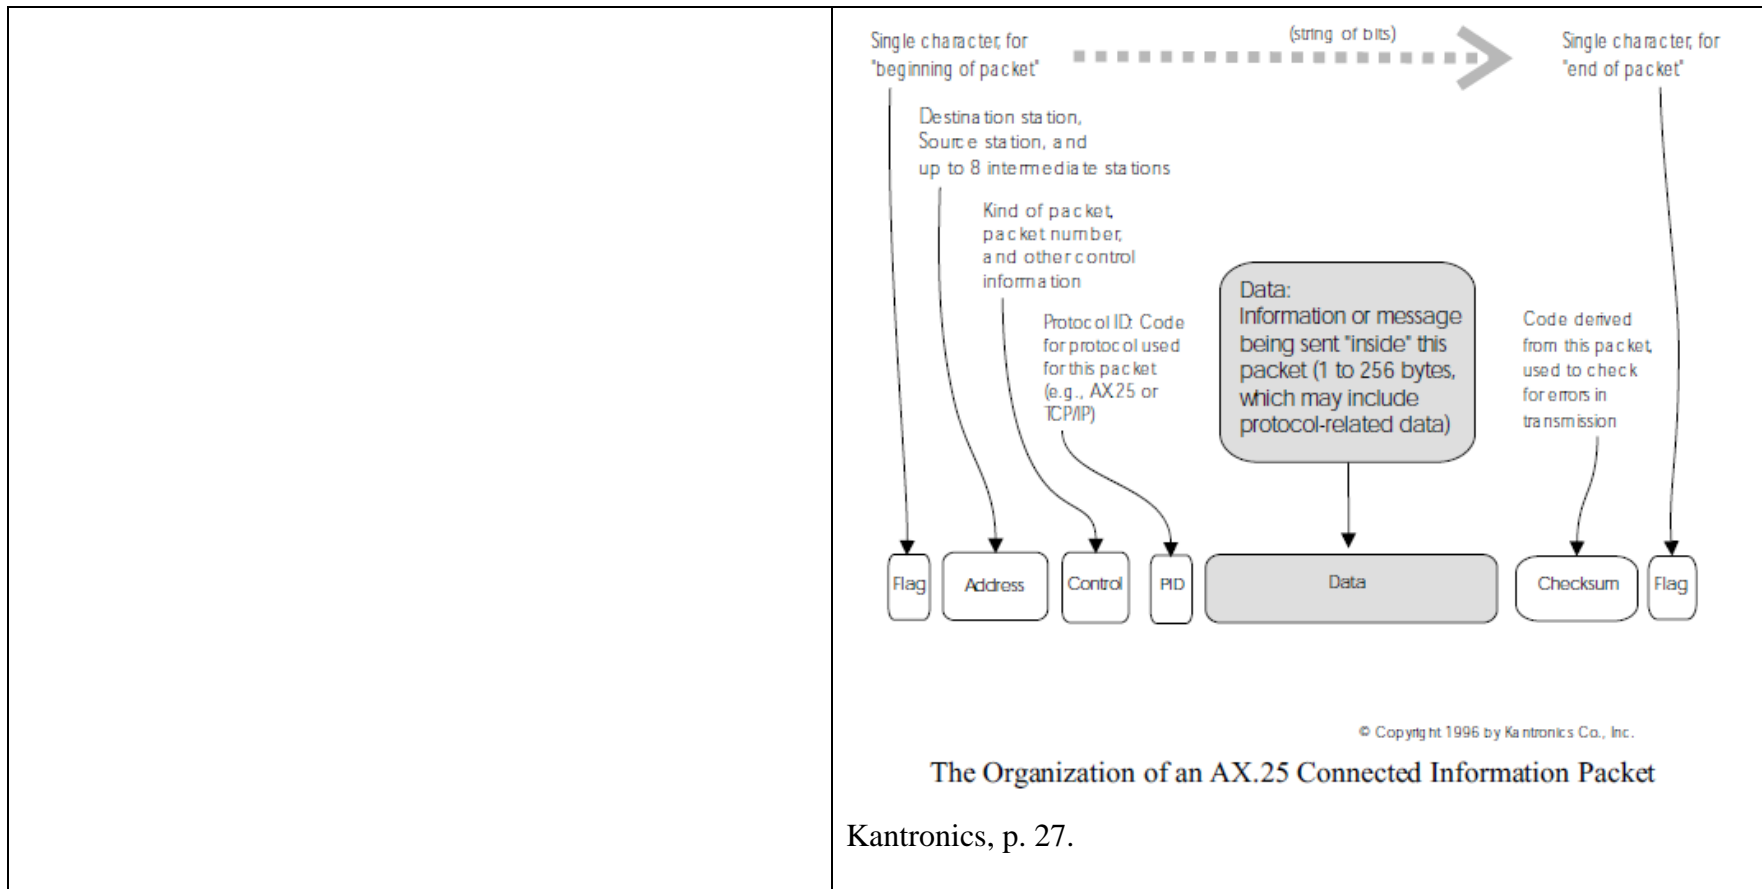 (string of bits)
Single character, for
"beginning of packet"
Single character, for
"end of packet"
Destination station,
Source station, and
up to 8 intermediate stations
Kind of packet,
packet number,
and other control
information
Protocol ID: Code
for protocol used
for this packet
(e.g., AX.25 or
TCP/IP)
Data:
Information or message
being sent "inside" this
packet (1 to 256 bytes,
which may include
protocol-related data)
Code derived
from this packet,
used to check
for errors in
transmission
Flag
Address
Control
PID
Data
Checksum
Flag
© Copyright 1996 by Kantronics Co., Inc.
The Organization of an AX.25 Connected Information Packet
Kantronics, p. 27.